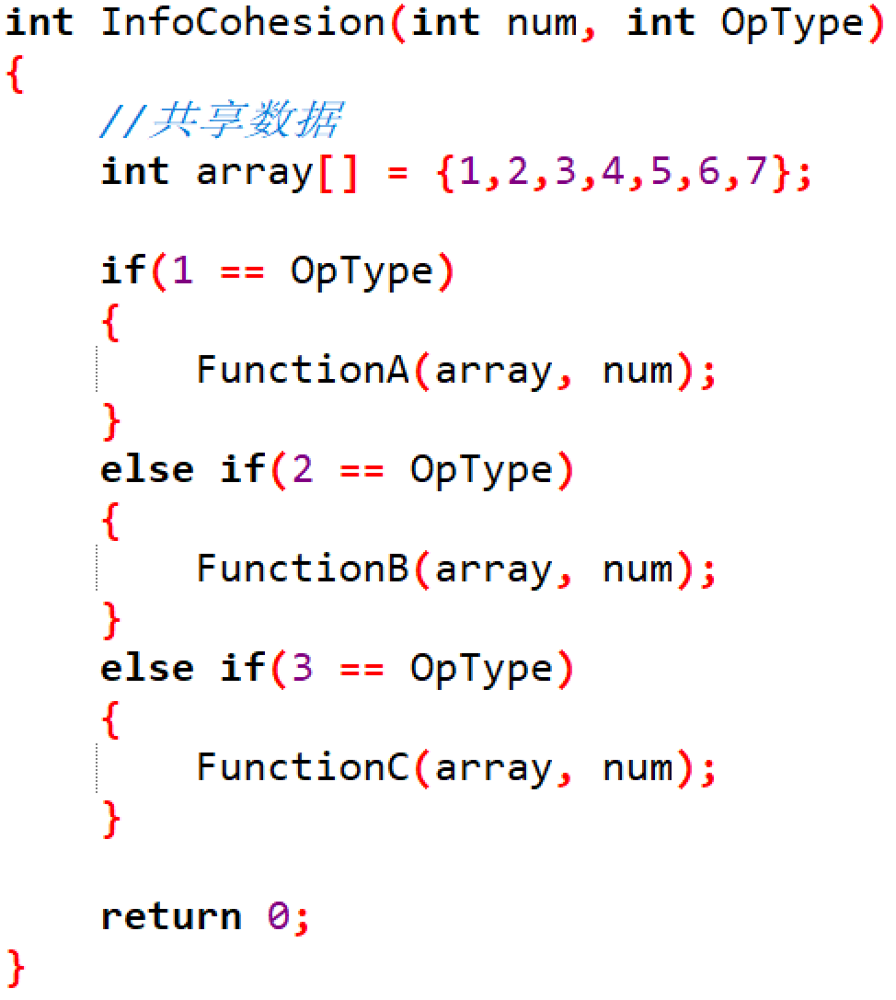 int InfoCohesion(int num, int OpType)
{
    //共享数据
    int array[] = {1,2,3,4,5,6,7};

    if(1 == OpType)
    {
        FunctionA(array, num);
    }
    else if(2 == OpType)
    {
        FunctionB(array, num);
    }
    else if(3 == OpType)
    {
        FunctionC(array, num);
    }

    return 0;
}